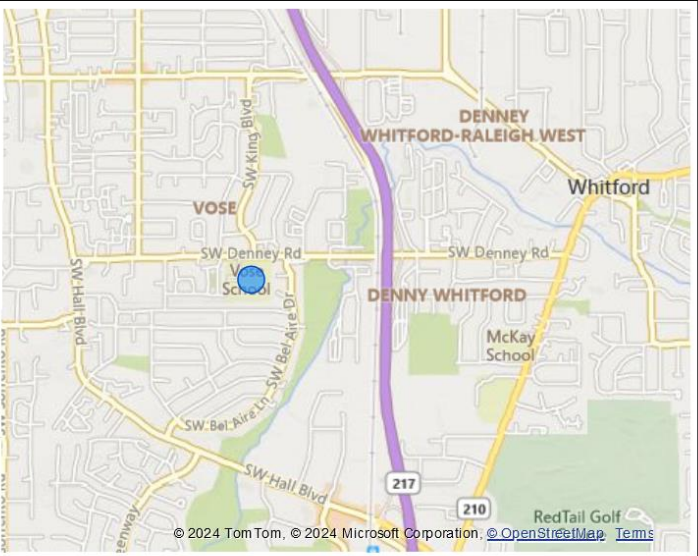 DENNEY
WHITFORD-RALEIGH WEST
SW King Blvd
Whitford
VOSE
SW Denney Rd
SW Denney Rd
Vose
School
SW Hall Blvd
DENNY WHITFORD
SW Bel Aire Dr
McKay
School
SW Bel Aire Ln
SW Hall Blvd
217
210
RedTail Golf
eenway
© 2024 TomTom, © 2024 Microsoft Corporation, © OpenStreetMap Terms